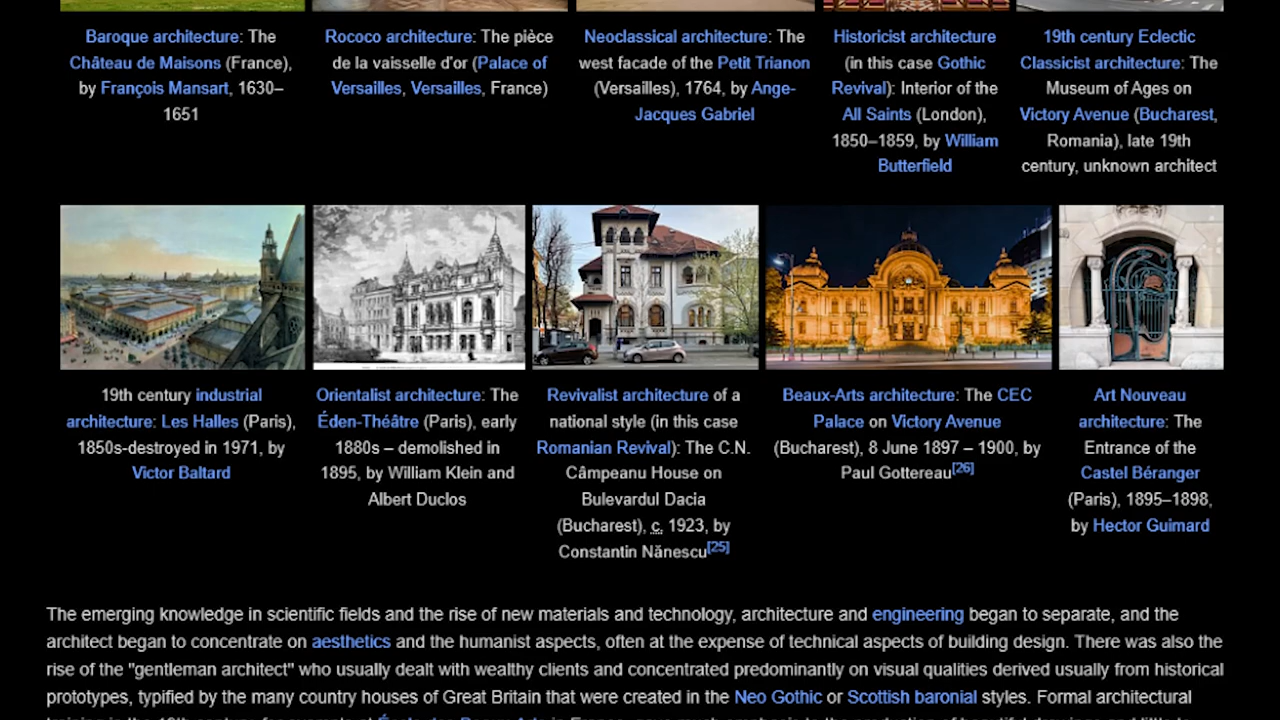 Baroque architecture: The
Château de Maisons (France),
by François Mansart, 1630–
1651
Rococo architecture: The pièce
de la vaisselle d'or (Palace of
Versailles, Versailles, France)
Neoclassical architecture: The
west facade of the Petit Trianon
(Versailles), 1764, by Ange-
Jacques Gabriel
Historicist architecture
(in this case Gothic
Revival): Interior of the
All Saints (London),
1850–1859, by William
Butterfield
19th century Eclectic
Classicist architecture: The
Museum of Ages on
Victory Avenue (Bucharest,
Romania), late 19th
century, unknown architect
19th century industrial
architecture: Les Halles (Paris),
1850s-destroyed in 1971, by
Victor Baltard
Orientalist architecture: The
Éden-Théâtre (Paris), early
1880s – demolished in
1895, by William Klein and
Albert Duclos
Revivalist architecture of a
national style (in this case
Romanian Revival): The C.N.
Câmpeanu House on
Bulevardul Dacia
(Bucharest), c. 1923, by
Constantin Nănescu[25]
Beaux-Arts architecture: The CEC
Palace on Victory Avenue
(Bucharest), 8 June 1897 – 1900, by
Paul Gottereau[26]
Art Nouveau
architecture: The
Entrance of the
Castel Béranger
(Paris), 1895–1898,
by Hector Guimard
The emerging knowledge in scientific fields and the rise of new materials and technology, architecture and engineering began to separate, and the
architect began to concentrate on aesthetics and the humanist aspects, often at the expense of technical aspects of building design. There was also the
rise of the "gentleman architect" who usually dealt with wealthy clients and concentrated predominantly on visual qualities derived usually from historical
prototypes, typified by the many country houses of Great Britain that were created in the Neo Gothic or Scottish baronial styles. Formal architectural